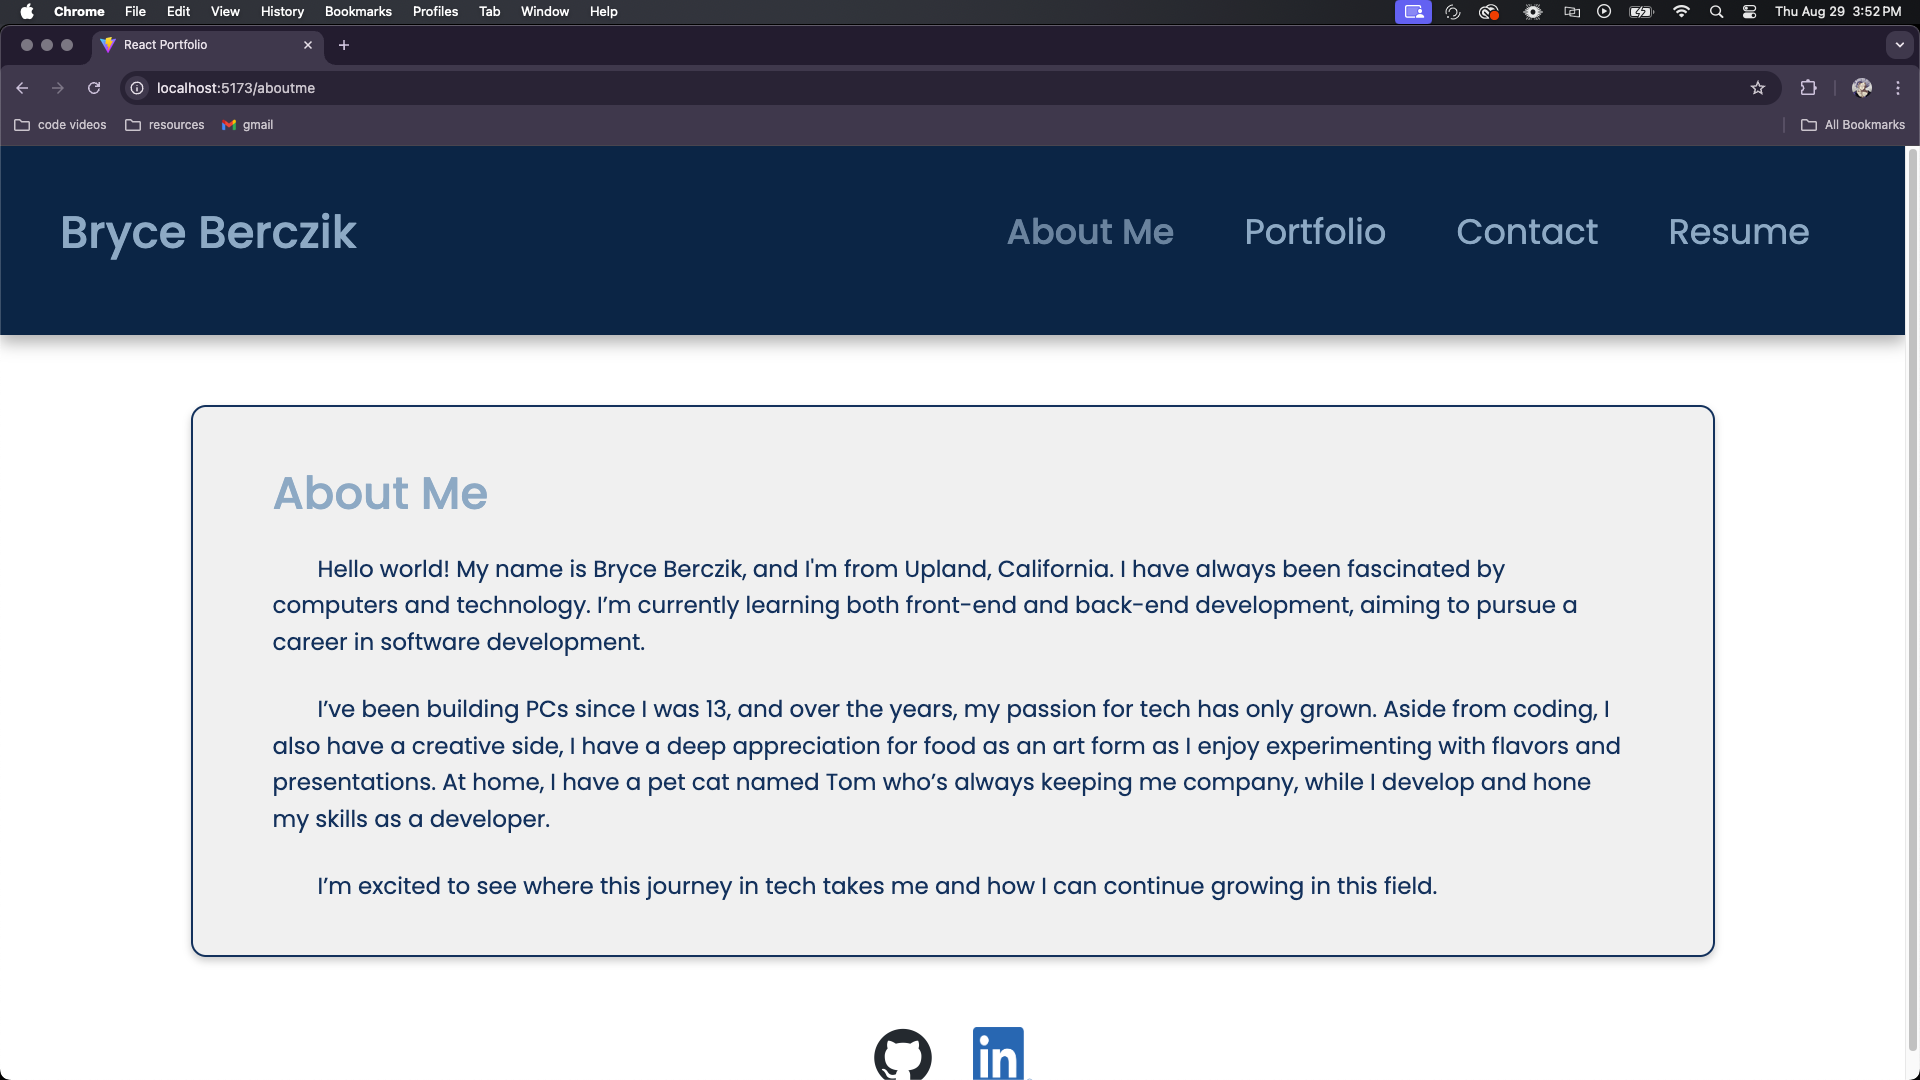 Chrome File Edit View History Bookmarks Profiles Tab Window Help Thu Aug 29 3:52 PM
React Portfolio
localhost:5173/aboutme
code videos resources gmail All Bookmarks
Bryce Berczik About Me Portfolio Contact Resume
About Me
Hello world! My name is Bryce Berczik, and I'm from Upland, California. I have always been fascinated by
computers and technology. I’m currently learning both front-end and back-end development, aiming to pursue a
career in software development.
I’ve been building PCs since I was 13, and over the years, my passion for tech has only grown. Aside from coding, I
also have a creative side, I have a deep appreciation for food as an art form as I enjoy experimenting with flavors and
presentations. At home, I have a pet cat named Tom who’s always keeping me company, while I develop and hone
my skills as a developer.
I’m excited to see where this journey in tech takes me and how I can continue growing in this field.
in